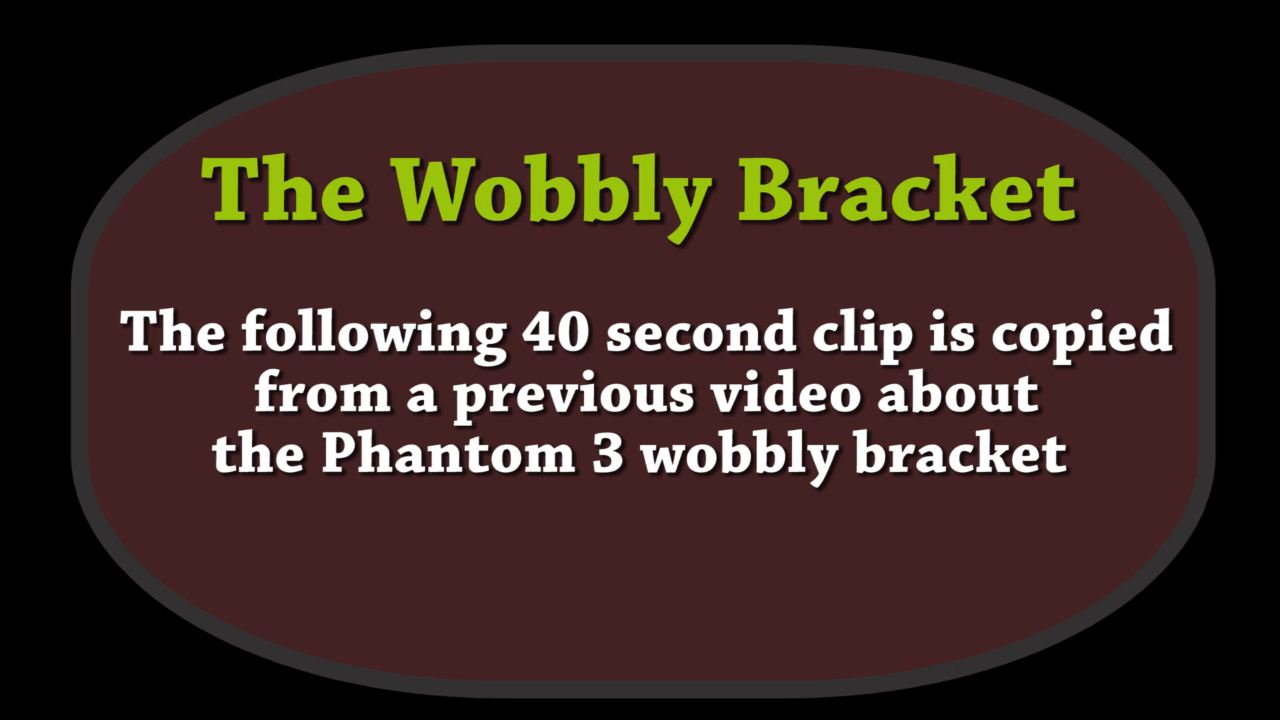 The Wobbly Bracket
The following 40 second clip is copied
from a previous video about
the Phantom 3 wobbly bracket